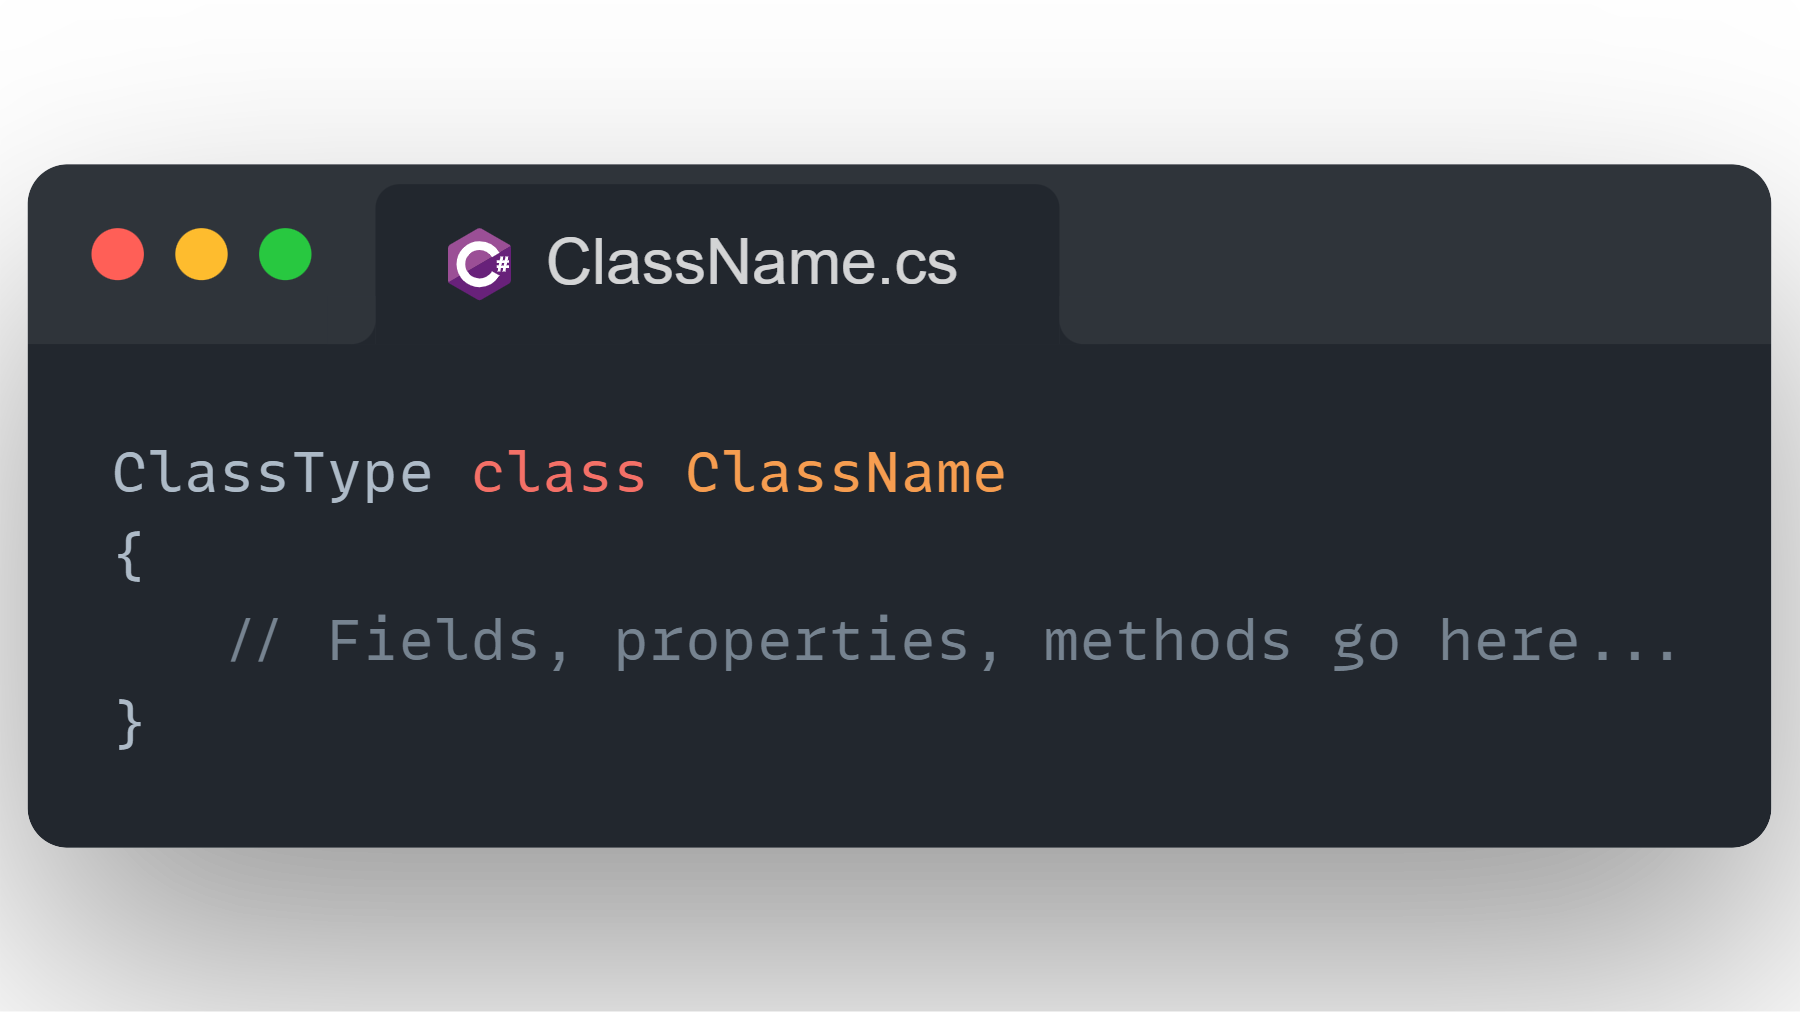 C#
ClassName.cs
ClassType class ClassName
{
// Fields, properties, methods go here...
}